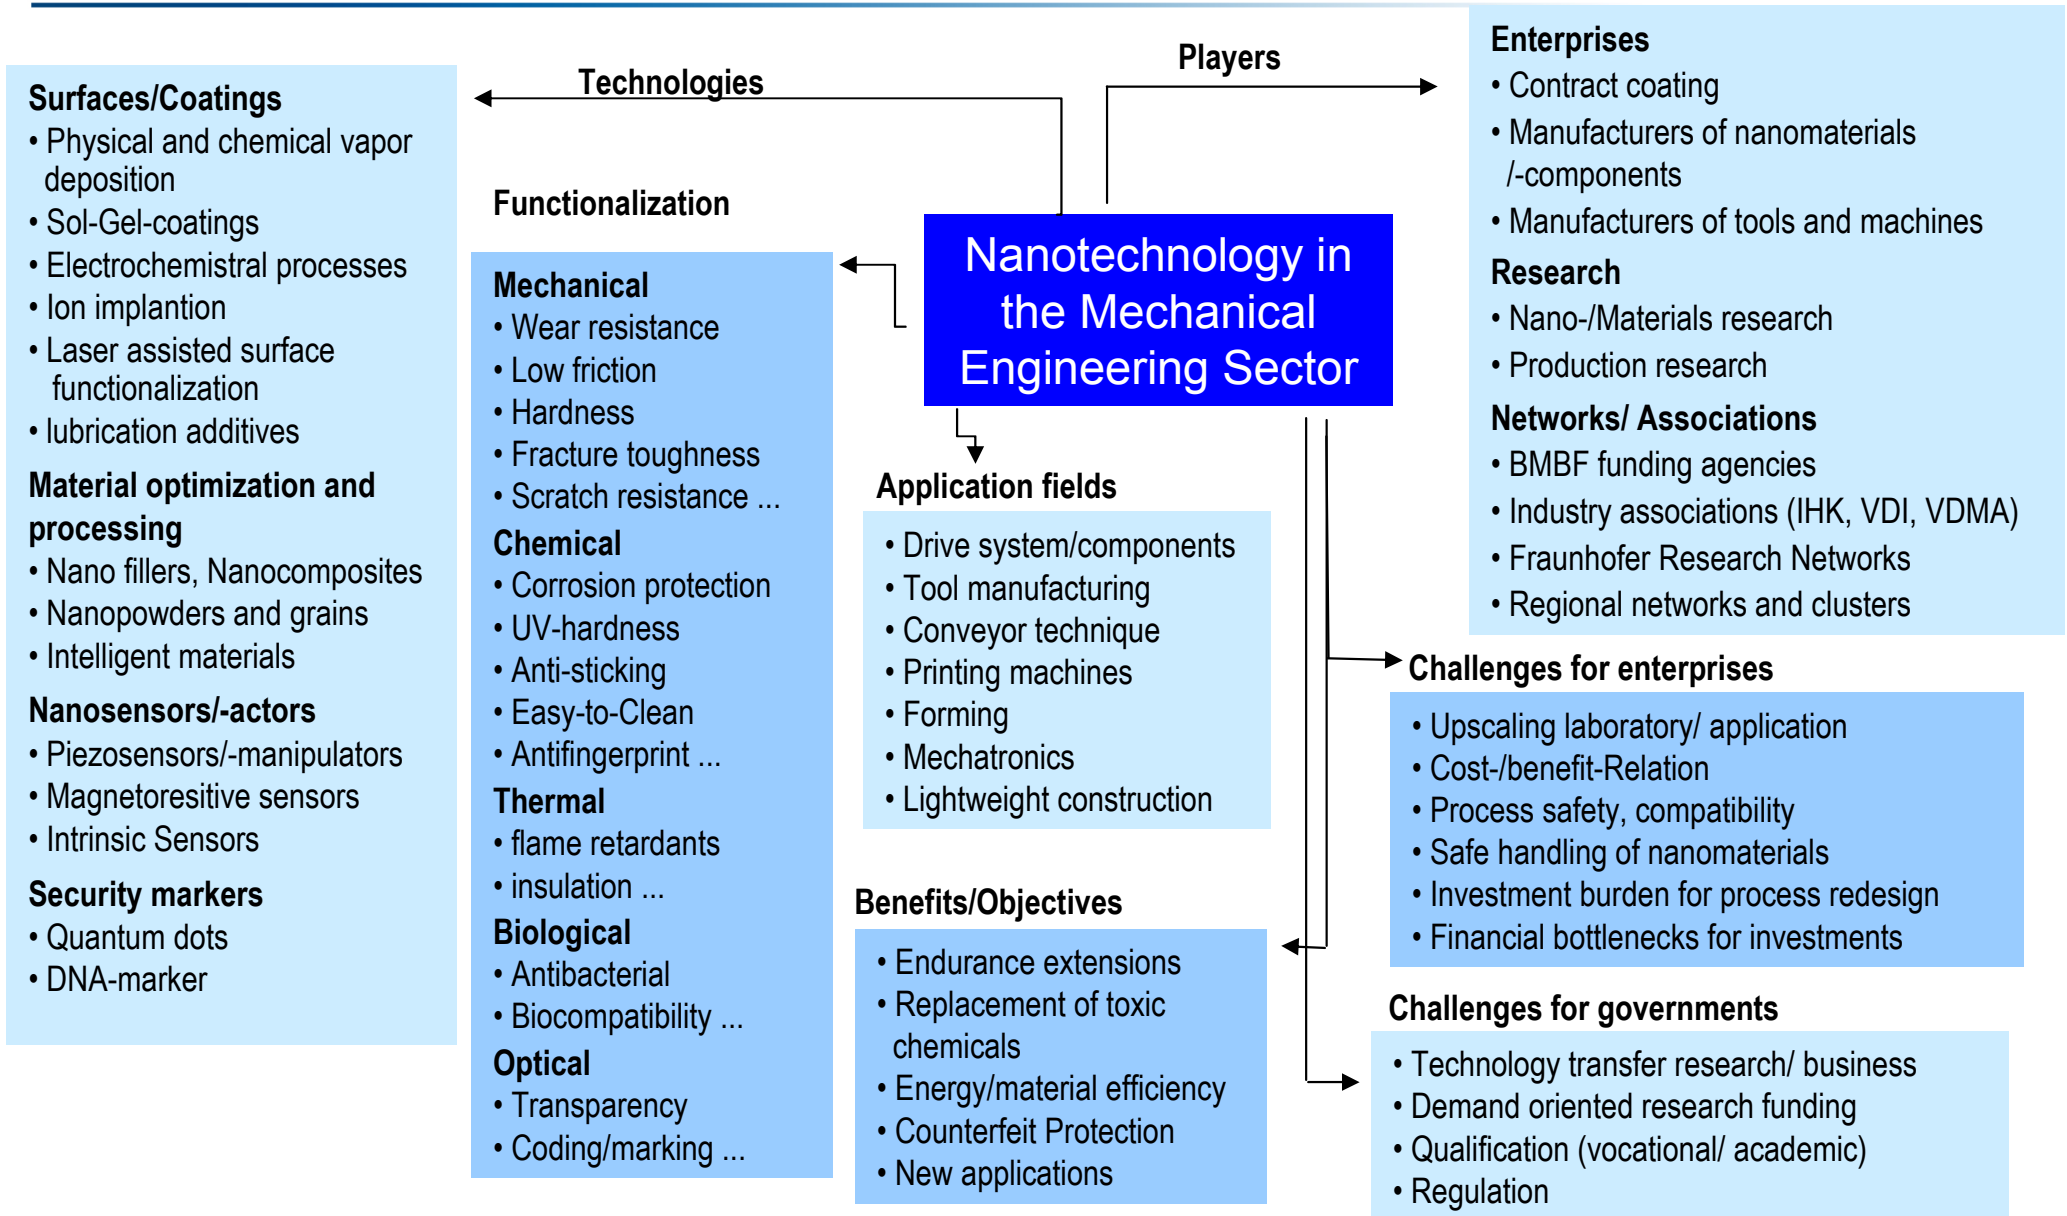 Technologies
Players
Surfaces/Coatings
• Physical and chemical vapor
deposition
• Sol-Gel-coatings
• Electrochemistral processes
• Ion implantion
• Laser assisted surface
functionalization
• lubrication additives
Material optimization and
processing
• Nano fillers, Nanocomposites
• Nanopowders and grains
• Intelligent materials
Nanosensors/-actors
• Piezosensors/-manipulators
• Magnetoresitive sensors
• Intrinsic Sensors
Security markers
• Quantum dots
• DNA-marker
Functionalization
Mechanical
• Wear resistance
• Low friction
• Hardness
• Fracture toughness
• Scratch resistance ...
Chemical
• Corrosion protection
• UV-hardness
• Anti-sticking
• Easy-to-Clean
• Antifingerprint ...
Thermal
• flame retardants
• insulation ...
Biological
• Antibacterial
• Biocompatibility ...
Optical
• Transparency
• Coding/marking ...
Nanotechnology in
the Mechanical
Engineering Sector
Application fields
• Drive system/components
• Tool manufacturing
• Conveyor technique
• Printing machines
• Forming
• Mechatronics
• Lightweight construction
Benefits/Objectives
• Endurance extensions
• Replacement of toxic
chemicals
• Energy/material efficiency
• Counterfeit Protection
• New applications
Enterprises
• Contract coating
• Manufacturers of nanomaterials
/-components
• Manufacturers of tools and machines
Research
• Nano-/Materials research
• Production research
Networks/ Associations
• BMBF funding agencies
• Industry associations (IHK, VDI, VDMA)
• Fraunhofer Research Networks
• Regional networks and clusters
Challenges for enterprises
• Upscaling laboratory/ application
• Cost-/benefit-Relation
• Process safety, compatibility
• Safe handling of nanomaterials
• Investment burden for process redesign
• Financial bottlenecks for investments
Challenges for governments
• Technology transfer research/ business
• Demand oriented research funding
• Qualification (vocational/ academic)
• Regulation